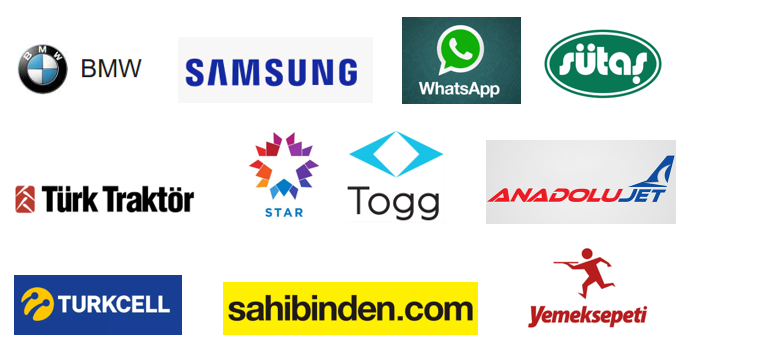 BMW
BMW
SAMSUNG
WhatsApp
sütaş
Türk Traktör
STAR
Togg
ANADOLUJET
TURKCELL
sahibinden.com
Yemeksepeti